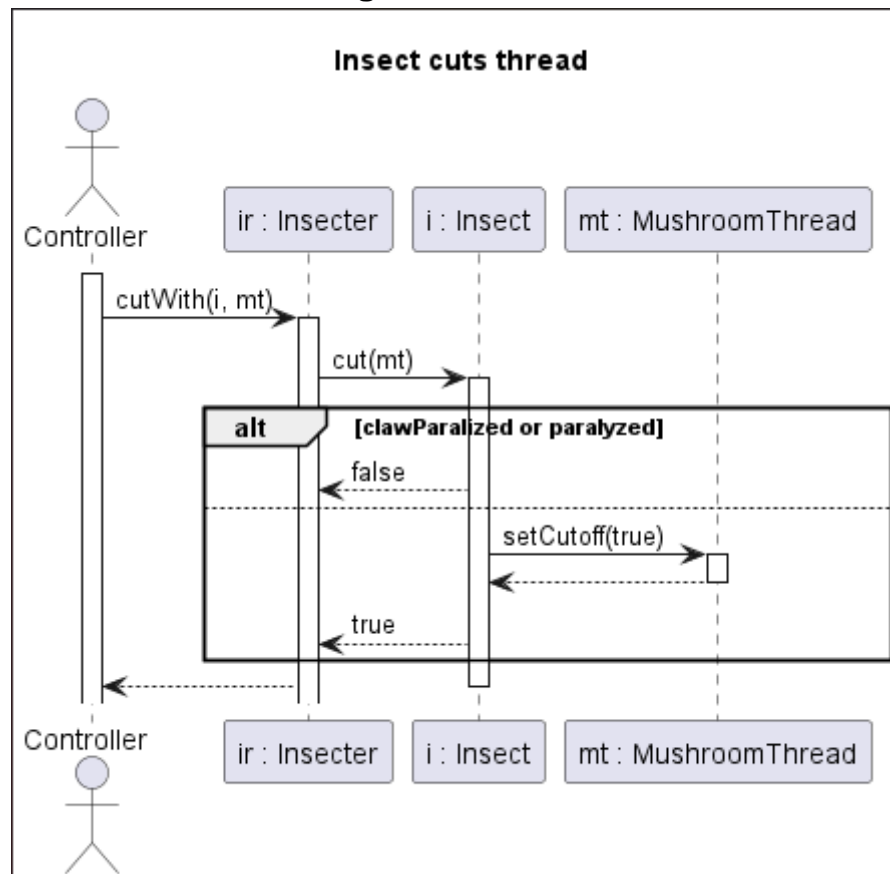 Insect cuts thread
Controller
ir : Insecter
i : Insect
mt : MushroomThread
cutWith(i, mt)
cut(mt)
alt
[clawParalized or paralyzed]
false
setCutoff(true)
true
Controller
ir : Insecter
i : Insect
mt : MushroomThread